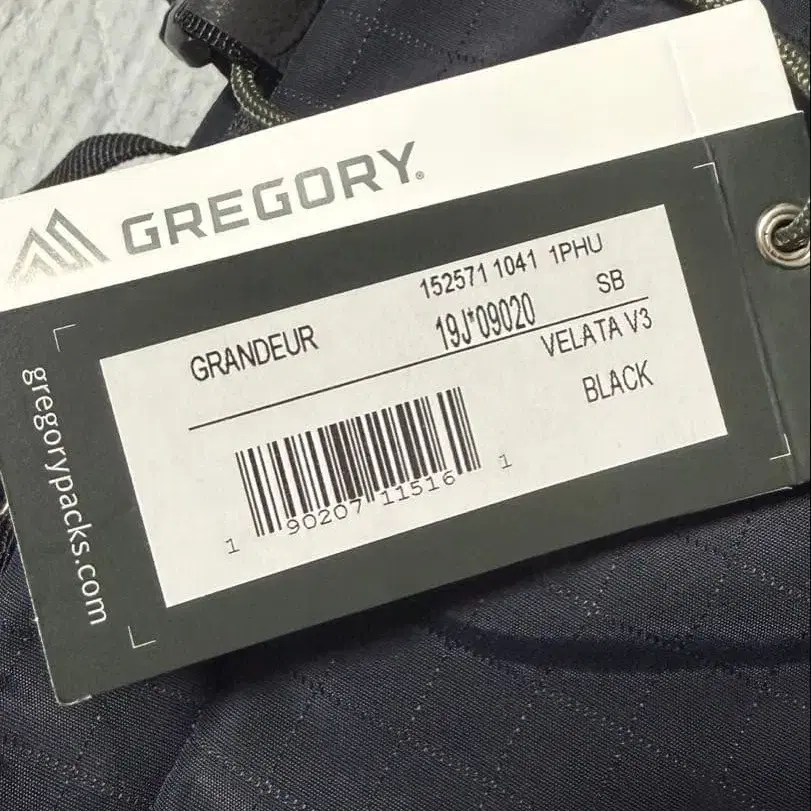 GREGORY®
152571 1041 1PHU
GRANDEUR 19J*09020 SB
VELATA V3
BLACK
1 90207 11516 1
gregorypacks.com